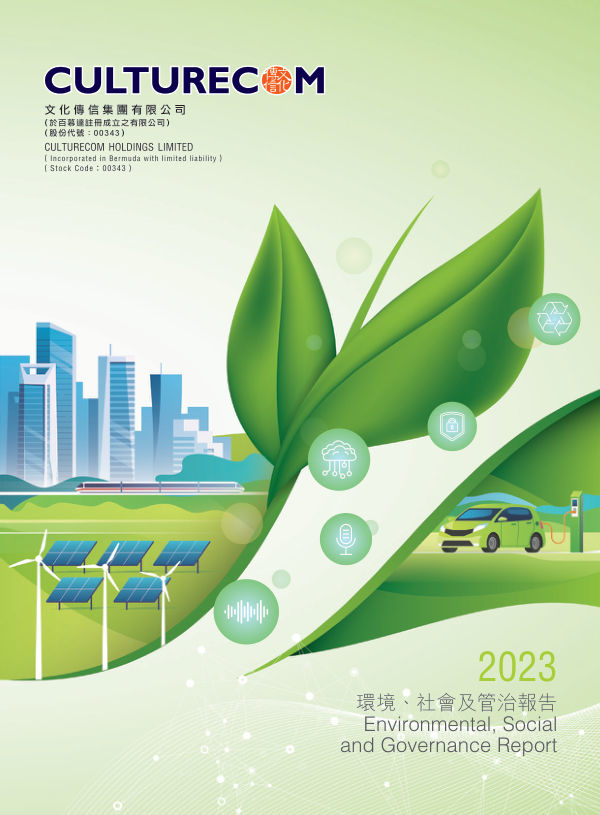 CULTURECOM
文化傳信集團有限公司
(於百慕達註冊成立之有限公司)
(股份代號：00343)
CULTURECOM HOLDINGS LIMITED
( Incorporated in Bermuda with limited liability )
( Stock Code：00343 )
2023
環境、社會及管治報告
Environmental, Social
and Governance Report